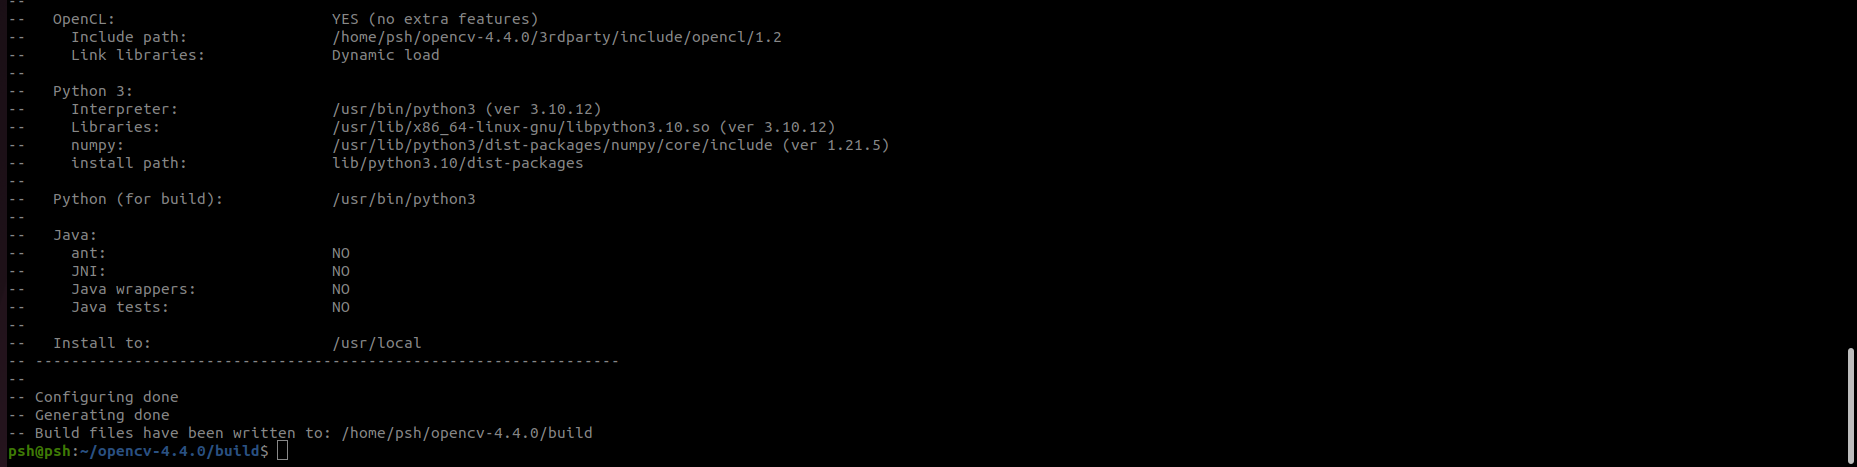 --
--   OpenCL:                        YES (no extra features)
--     Include path:                /home/psh/opencv-4.4.0/3rdparty/include/opencl/1.2
--     Link libraries:              Dynamic load
--
--   Python 3:
--     Interpreter:                 /usr/bin/python3 (ver 3.10.12)
--     Libraries:                   /usr/lib/x86_64-linux-gnu/libpython3.10.so (ver 3.10.12)
--     numpy:                       /usr/lib/python3/dist-packages/numpy/core/include (ver 1.21.5)
--     install path:                lib/python3.10/dist-packages
--
--   Python (for build):            /usr/bin/python3
--
--   Java:
--     ant:                         NO
--     JNI:                         NO
--     Java wrappers:               NO
--     Java tests:                  NO
--
--   Install to:                    /usr/local
-- -----------------------------------------------------------------
--
-- Configuring done
-- Generating done
-- Build files have been written to: /home/psh/opencv-4.4.0/build
psh@psh:~/opencv-4.4.0/build$